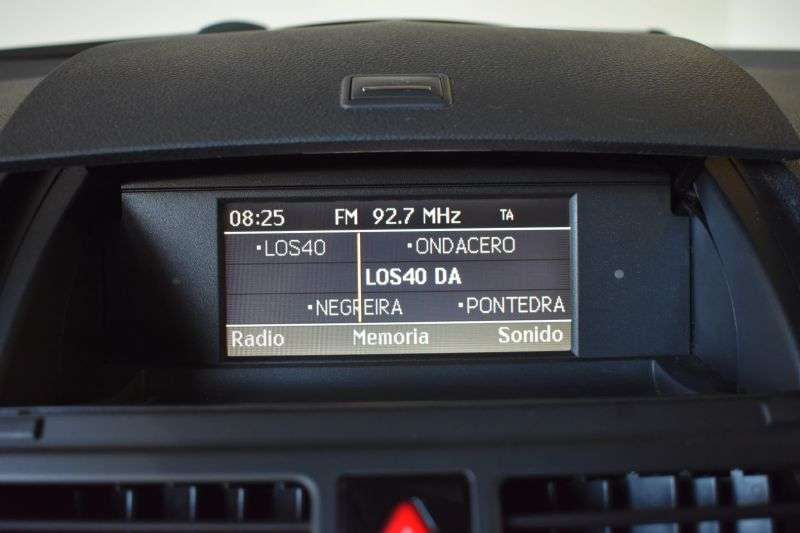 08:25 FM 92.7 MHz TA
•LOS40 •ONDACERO
LOS40 DA
•NEGREIRA •PONTEDRA
Radio Memoria Sonido